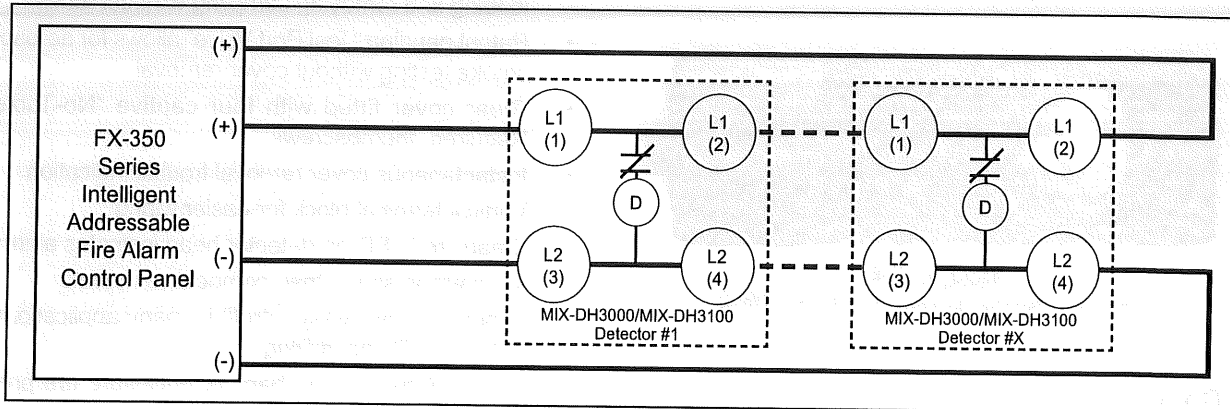 FX-350
Series
Intelligent
Addressable
Fire Alarm
Control Panel
(+)
(+)
(-)
(-)
L1
(1)
L1
(2)
D
L2
(3)
L2
(4)
MIX-DH3000/MIX-DH3100
Detector #1
L1
(1)
L1
(2)
D
L2
(3)
L2
(4)
MIX-DH3000/MIX-DH3100
Detector #X